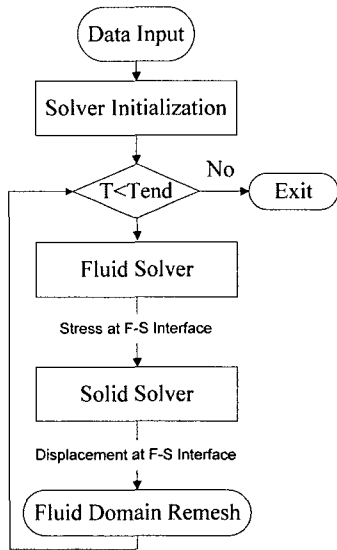 Data Input
Solver Initialization
T<Tend
No
Exit
Fluid Solver
Stress at F-S Interface
Solid Solver
Displacement at F-S Interface
Fluid Domain Remesh